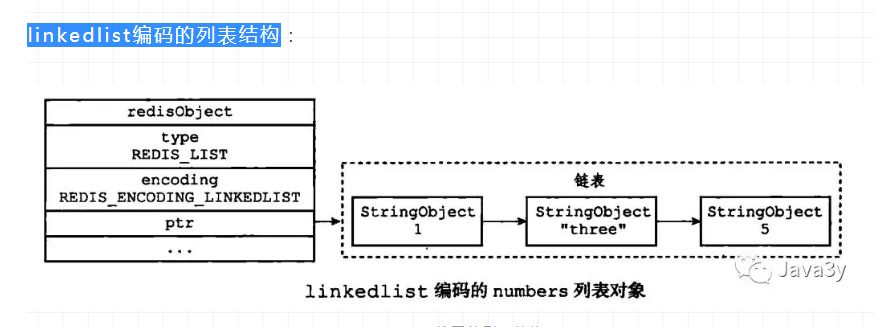 linkedlist编码的列表结构：
redisObject
type
REDIS_LIST
encoding
REDIS_ENCODING_LINKEDLIST
ptr
...
链表
StringObject
1
StringObject
"three"
StringObject
5
Java3y
linkedlist 编码的 numbers 列表对象